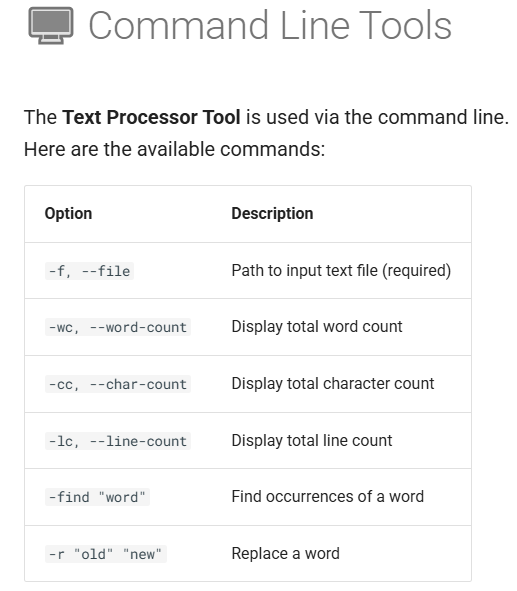 Command Line Tools
The Text Processor Tool is used via the command line.
Here are the available commands:
Option Description
-f, --file Path to input text file (required)
-wc, --word-count Display total word count
-cc, --char-count Display total character count
-lc, --line-count Display total line count
-find "word" Find occurrences of a word
-r "old" "new" Replace a word